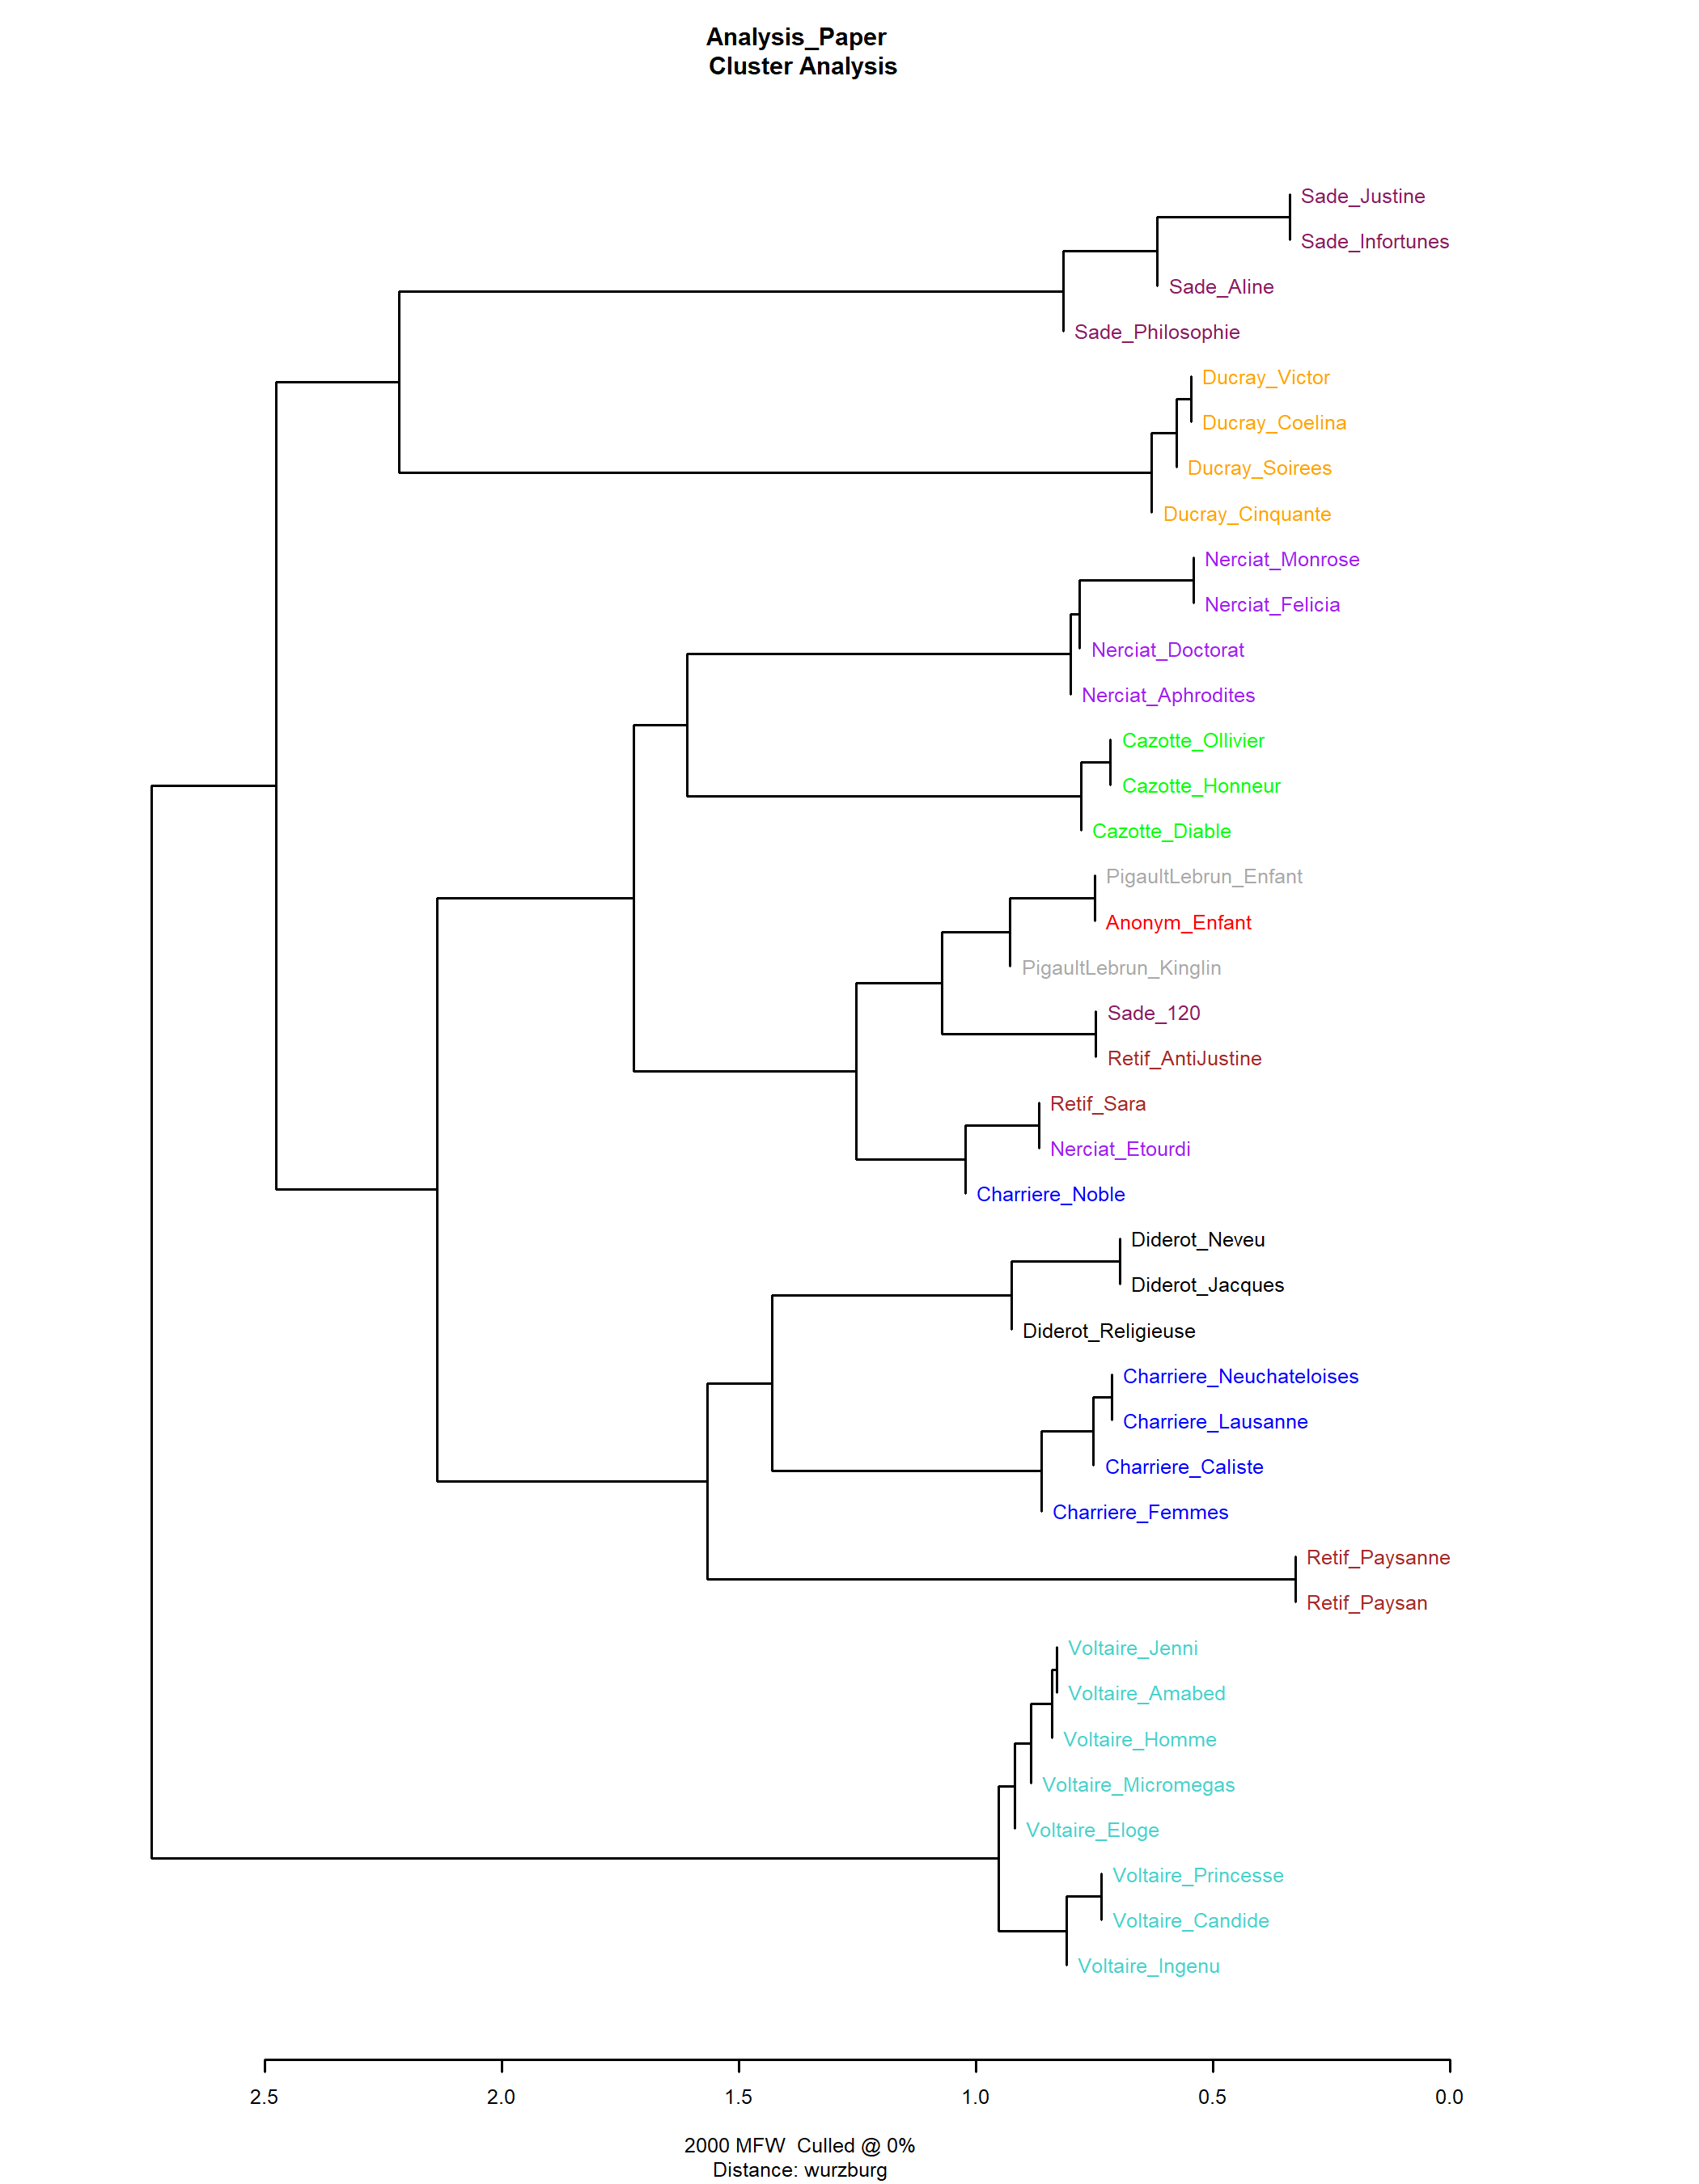 Analysis_Paper
Cluster Analysis
Sade_Justine
Sade_Infortunes
Sade_Aline
Sade_Philosophie
Ducray_Victor
Ducray_Coelina
Ducray_Soirees
Ducray_Cinquante
Nerciat_Monrose
Nerciat_Felicia
Nerciat_Doctorat
Nerciat_Aphrodites
Cazotte_Ollivier
Cazotte_Honneur
Cazotte_Diable
PigaultLebrun_Enfant
Anonym_Enfant
PigaultLebrun_Kinglin
Sade_120
Retif_AntiJustine
Retif_Sara
Nerciat_Etourdi
Charriere_Noble
Diderot_Neveu
Diderot_Jacques
Diderot_Religieuse
Charriere_Neuchateloises
Charriere_Lausanne
Charriere_Caliste
Charriere_Femmes
Retif_Paysanne
Retif_Paysan
Voltaire_Jenni
Voltaire_Amabed
Voltaire_Homme
Voltaire_Micromegas
Voltaire_Eloge
Voltaire_Princesse
Voltaire_Candide
Voltaire_Ingenu
2.5 2.0 1.5 1.0 0.5 0.0
2000 MFW Culled @ 0%
Distance: wurzburg